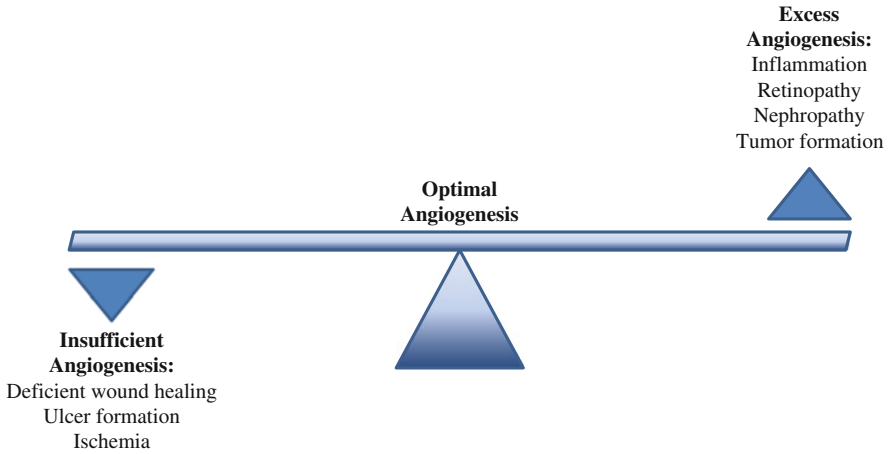 Excess
Angiogenesis:
Inflammation
Retinopathy
Nephropathy
Tumor formation
Optimal
Angiogenesis
Insufficient
Angiogenesis:
Deficient wound healing
Ulcer formation
Ischemia